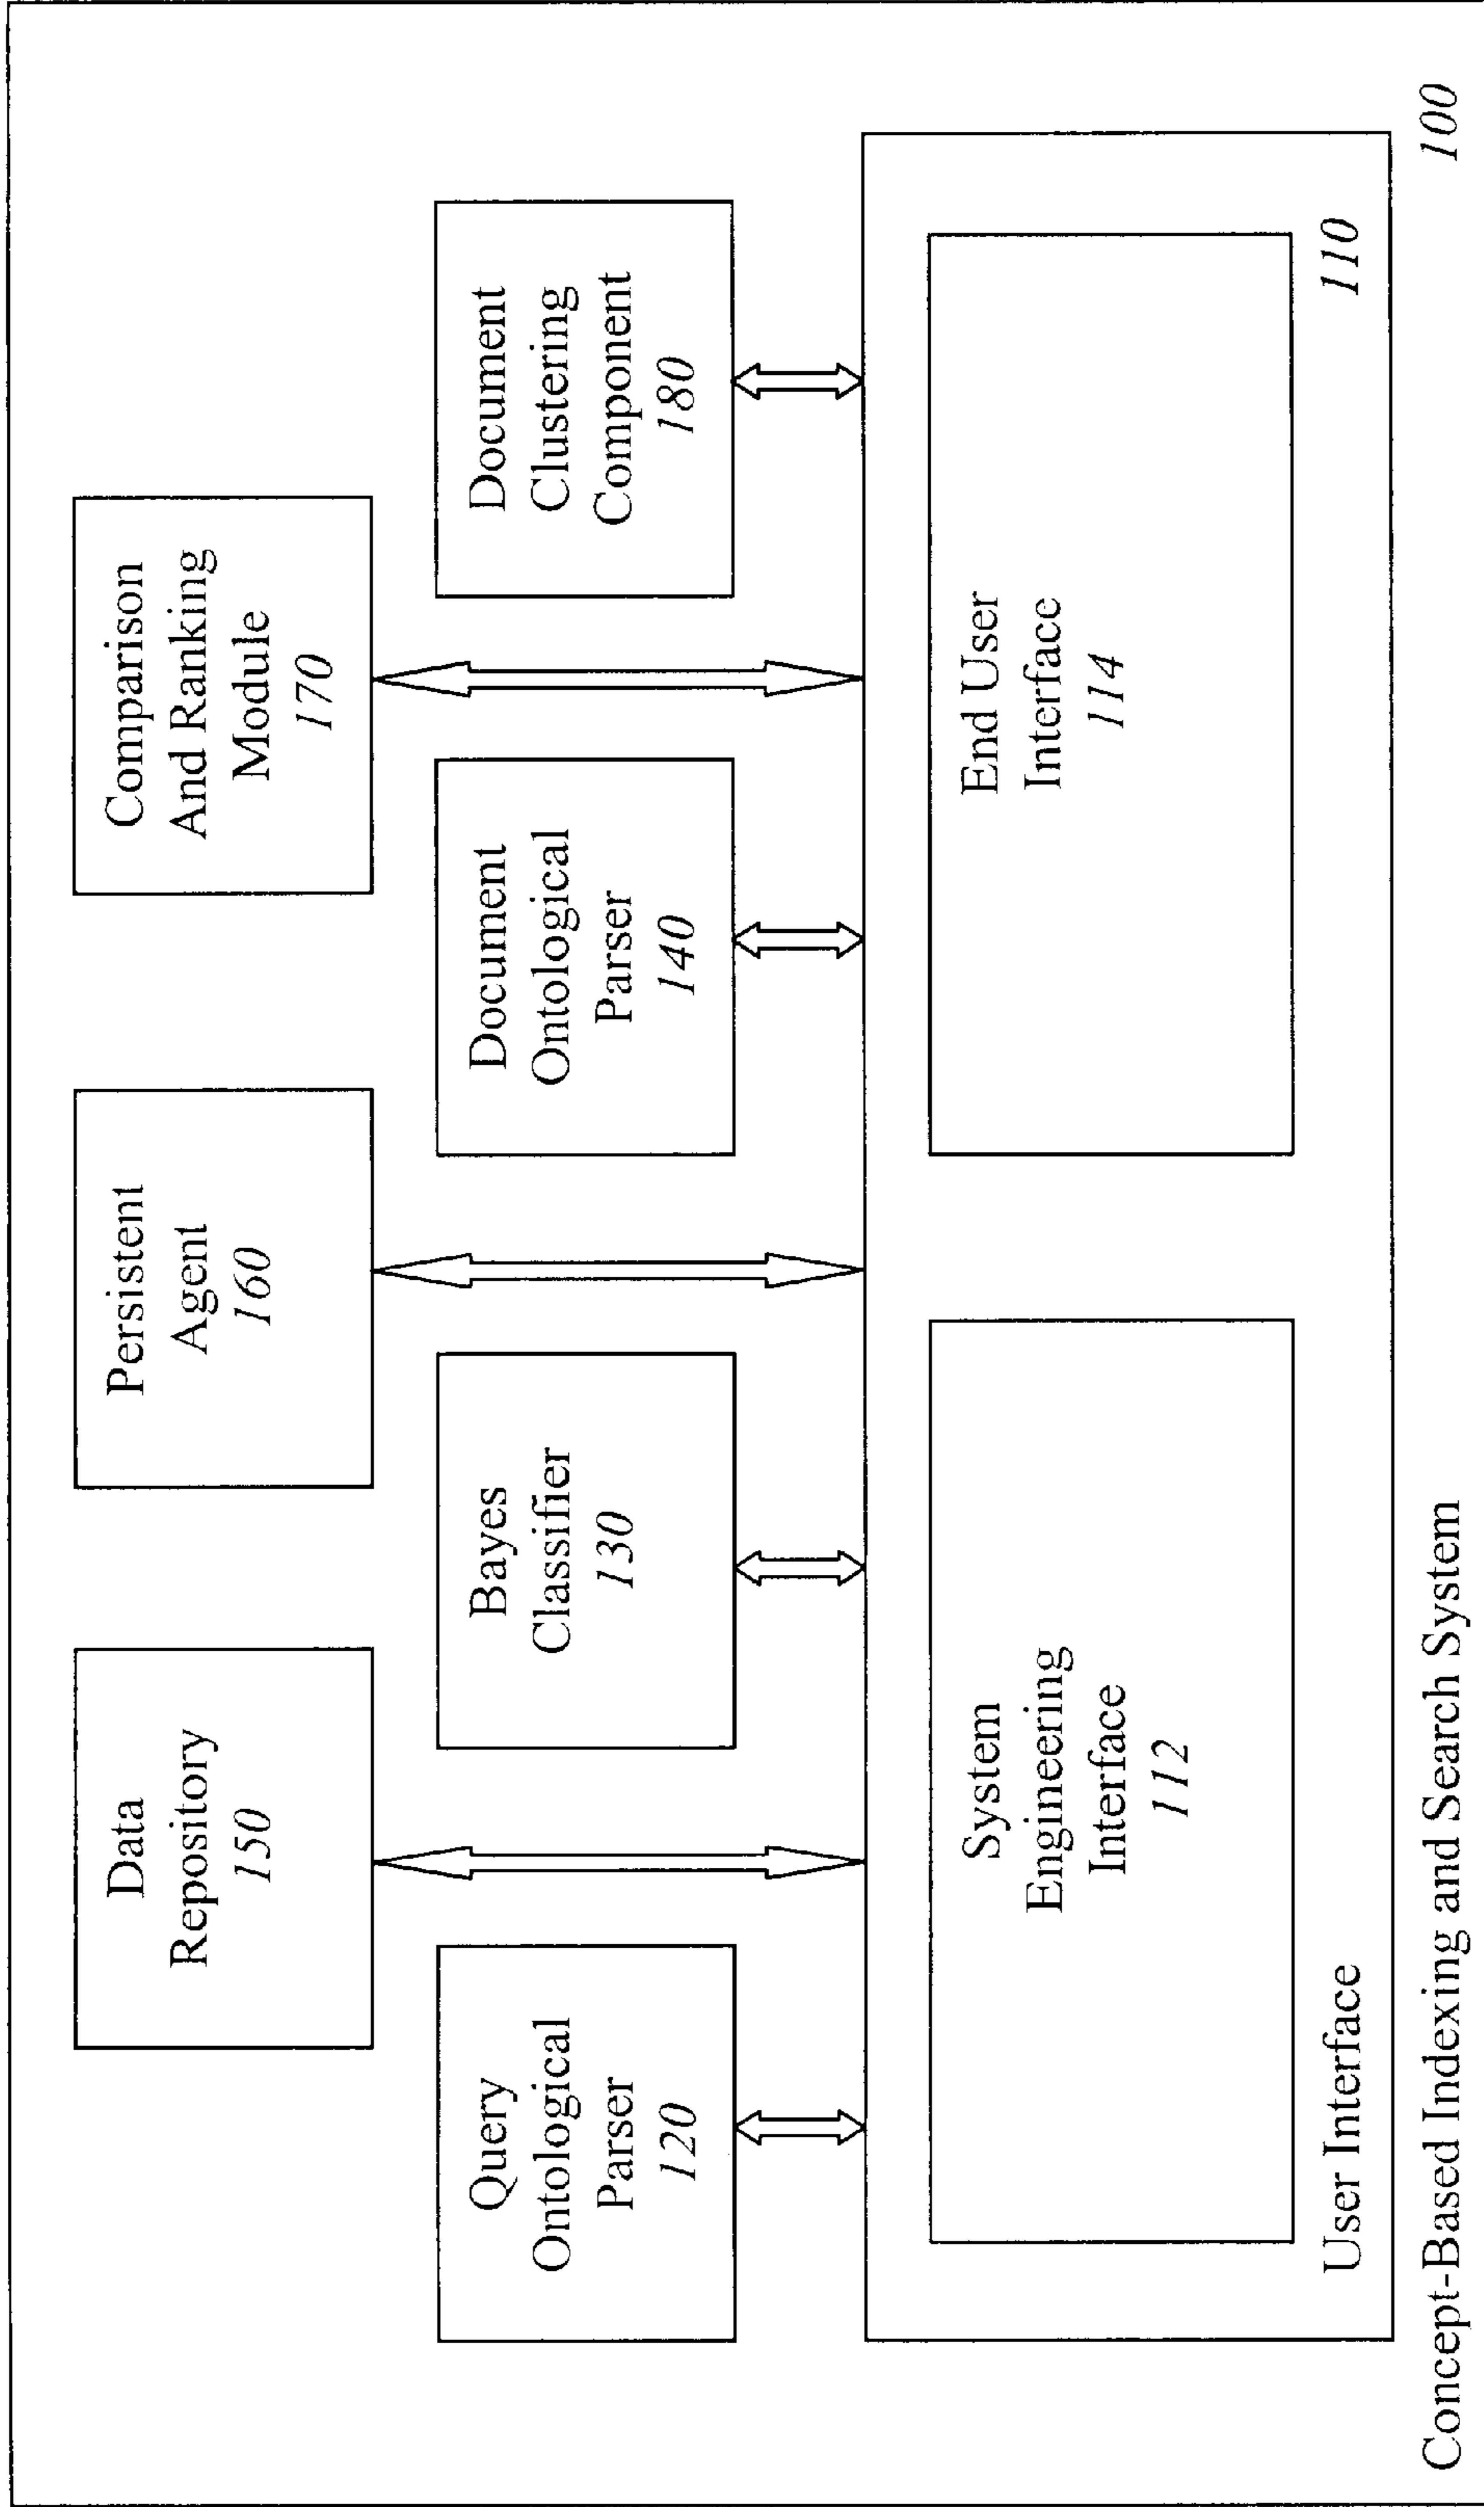 Data
Repository
150
Persistent
Agent
160
Comparison
And Ranking
Module
170
Query
Ontological
Parser
120
Bayes
Classifier
130
Document
Ontological
Parser
140
Document
Clustering
Component
180
System
Engineering
Interface
112
End User
Interface
114
User Interface
110
Concept-Based Indexing and Search System
100